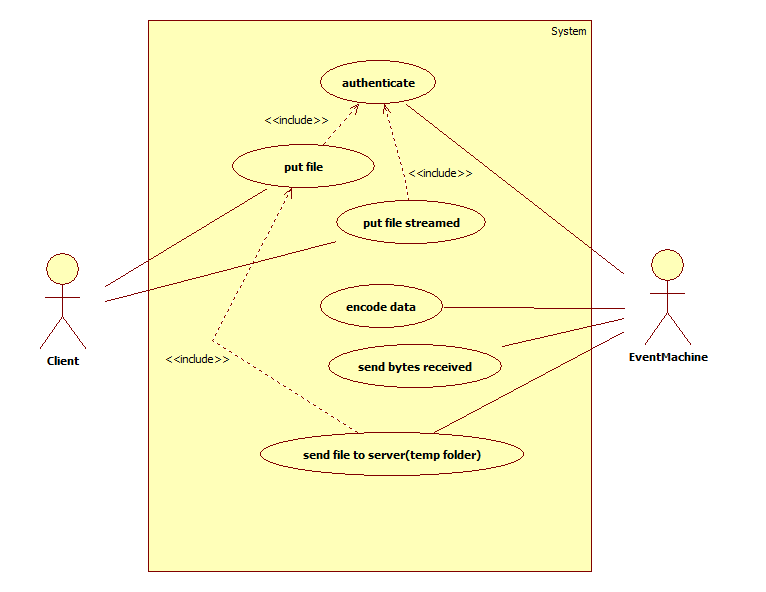 System
authenticate
<<include>>
put file
<<include>>
put file streamed
encode data
<<include>>
send bytes received
Client
EventMachine
send file to server(temp folder)